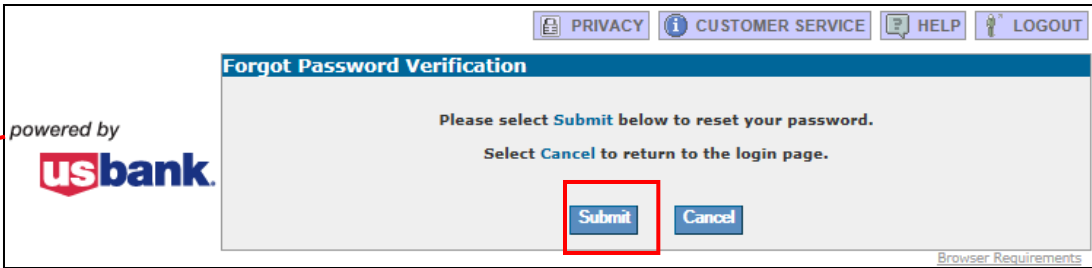 PRIVACY CUSTOMER SERVICE HELP LOGOUT
Forgot Password Verification
Please select Submit below to reset your password.
Select Cancel to return to the login page.
powered by
usbank.
Submit Cancel
Browser Requirements